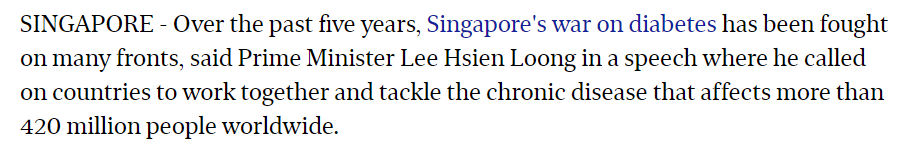 SINGAPORE - Over the past five years, Singapore's war on diabetes has been fought
on many fronts, said Prime Minister Lee Hsien Loong in a speech where he called
on countries to work together and tackle the chronic disease that affects more than
420 million people worldwide.